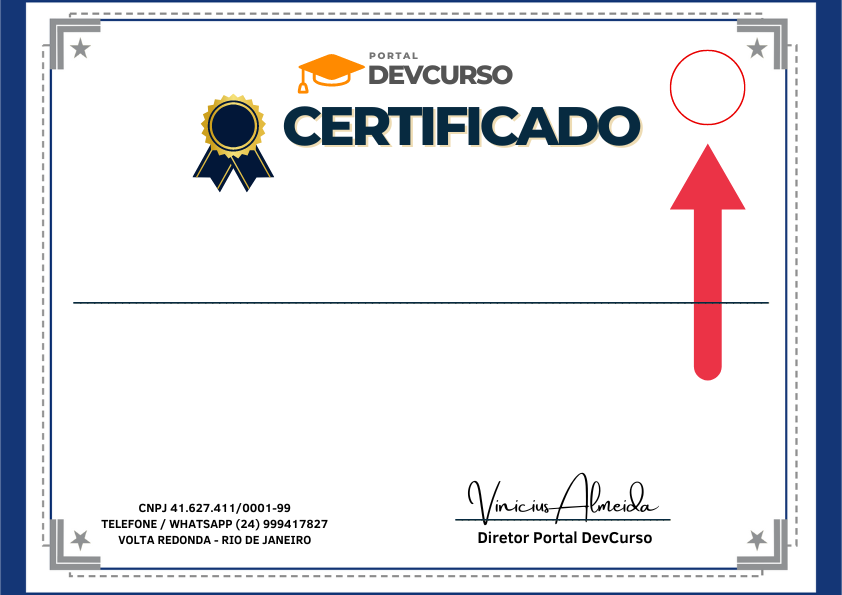 PORTAL
DEVCURSO
CERTIFICADO
CNPJ 41.627.411/0001-99
TELEFONE / WHATSAPP (24) 999417827
VOLTA REDONDA - RIO DE JANEIRO
Vinicius Almeida
Diretor Portal DevCurso